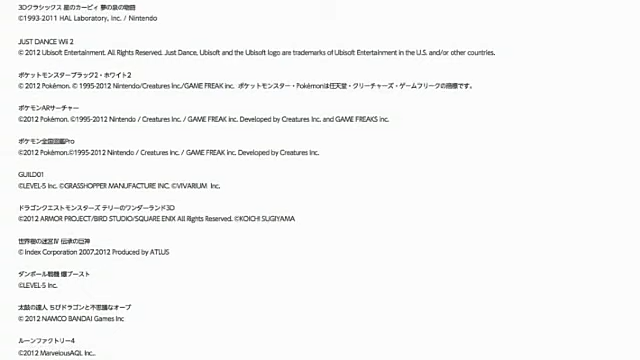 3Dクラシックス 星のカービィ 夢の泉の物語
©1993-2011 HAL Laboratory, Inc. / Nintendo
JUST DANCE Wii 2
© 2012 Ubisoft Entertainment. All Rights Reserved. Just Dance, Ubisoft and the Ubisoft logo are trademarks of Ubisoft Entertainment in the U.S. and/or other countries.
ポケットモンスターブラック2・ホワイト2
© 2012 Pokémon. © 1995-2012 Nintendo/Creatures Inc./GAME FREAK inc. ポケットモンスター・Pokémonは任天堂・クリーチャーズ・ゲームフリークの商標です。
ポケモンARサーチャー
©2012 Pokémon. ©1995-2012 Nintendo / Creatures Inc. / GAME FREAK inc. Developed by Creatures Inc. and GAME FREAKS inc.
ポケモン全国図鑑Pro
©2012 Pokémon.©1995-2012 Nintendo / Creatures Inc. / GAME FREAK inc. Developed by Creatures Inc.
GUILD01
©LEVEL-5 Inc. ©GRASSHOPPER MANUFACTURE INC. ©VIVARIUM Inc.
ドラゴンクエストモンスターズ テリーのワンダーランド3D
©2012 ARMOR PROJECT/BIRD STUDIO/SQUARE ENIX All Rights Reserved. ©KOICHI SUGIYAMA
世界樹の迷宮Ⅳ 伝承の巨神
© Index Corporation 2007,2012 Produced by ATLUS
ダンボール戦機 爆ブースト
©LEVEL-5 Inc.
太鼓の達人 ちびドラゴンと不思議なオーブ
© 2012 NAMCO BANDAI Games Inc
ルーンファクトリー4
©2012 MarvelousAQL Inc..